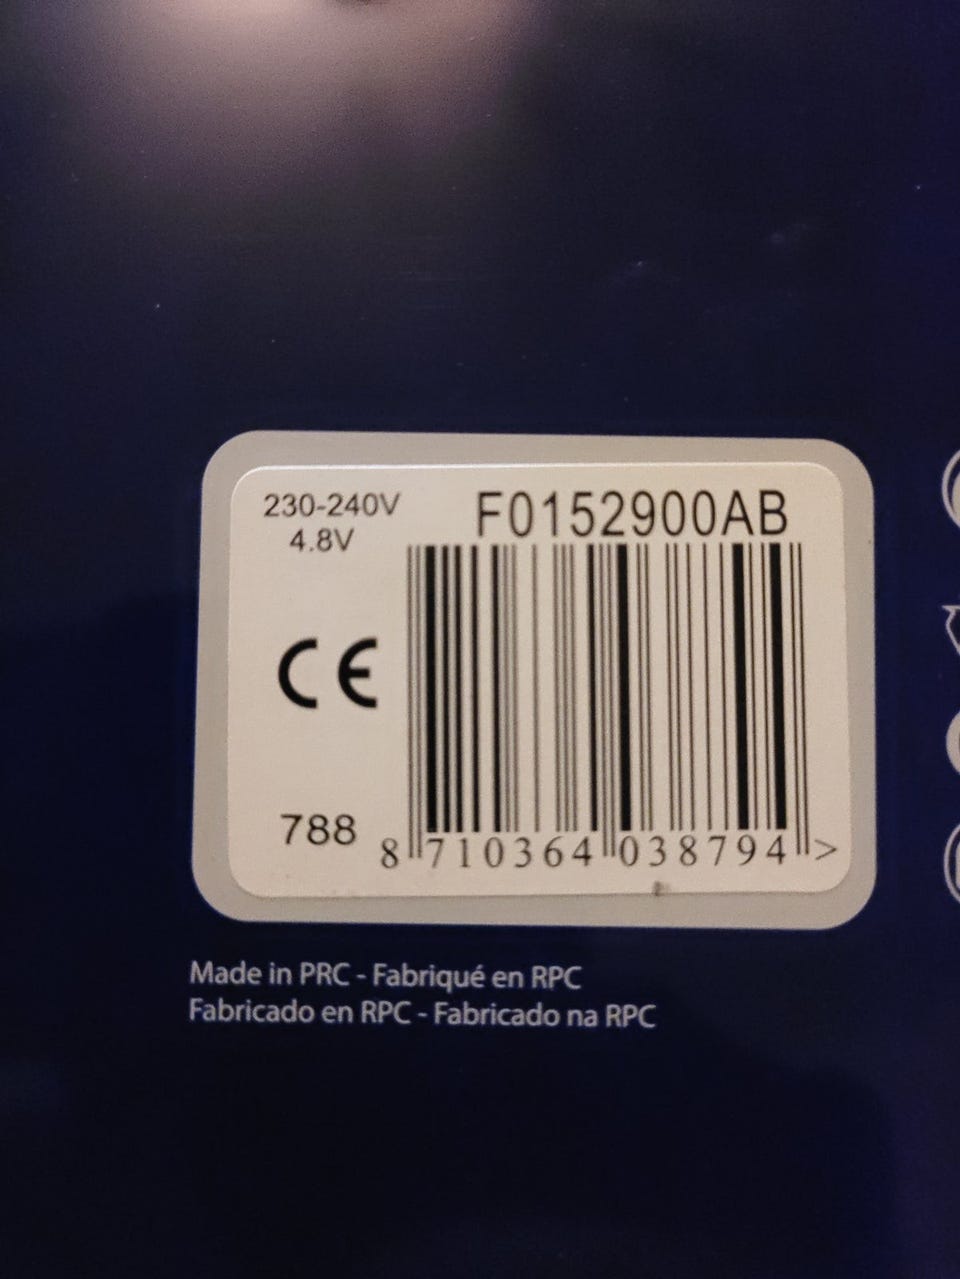 230-240V
4.8V
F0152900AB
CE
788
8 710364 038794 >
Made in PRC - Fabriqué en RPC
Fabricado en RPC - Fabricado na RPC